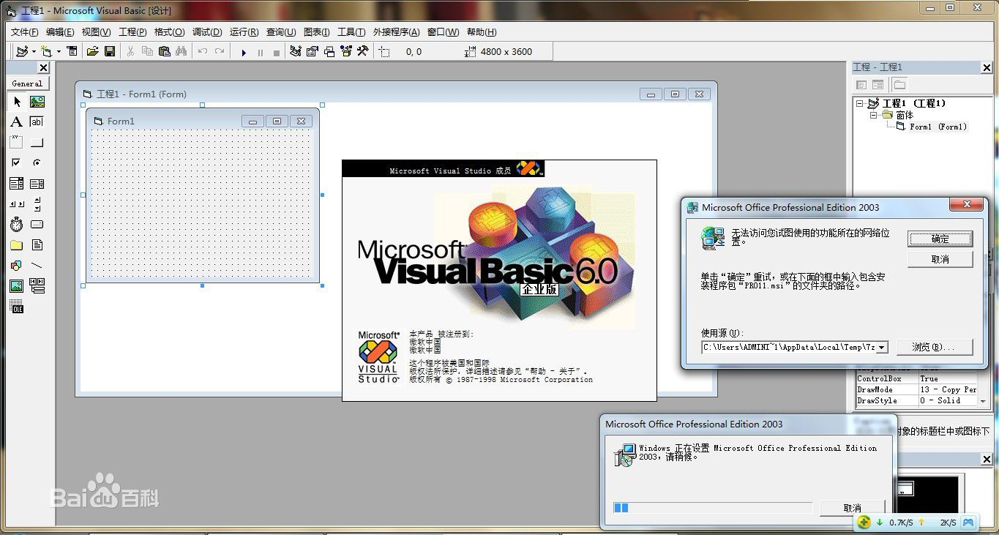 工程1 - Microsoft Visual Basic [设计]
文件(F) 编辑(E) 视图(V) 工程(P) 格式(O) 调试(D) 运行(R) 查询(U) 图表(I) 工具(T) 外接程序(A) 窗口(W) 帮助(H)
0, 0 4800 x 3600
General
A
ab|
XY
OLE
工程1 - Form1 (Form)
Form1
Microsoft Visual Studio 成员
Microsoft
Visual Basic 6.0
企业版
Microsoft
VISUAL
Studio
本产品 被注册到:
微软中国
微软中国
这个程序被美国和国际
版权法所保护，详细描述请参见“帮助 - 关于”.
版权所有 © 1987-1998 Microsoft Corporation
工程 - 工程1
工程1 (工程1)
窗体
Form1 (Form1)
Microsoft Office Professional Edition 2003
无法访问您试图使用的功能所在的网络位
置。
确定
取消
单击“确定”重试，或在下面的框中输入包含安
装程序包“PRO11.msi”的文件夹的路径。
使用源(U):
C:\Users\ADMINI~1\AppData\Local\Temp\7z
浏览(B)...
ControlBox True
DrawMode 13 - Copy Per
DrawStyle 0 - Solid
对象的标题栏中或图标下
Microsoft Office Professional Edition 2003
Windows 正在设置 Microsoft Office Professional Edition
2003，请稍候。
取消
0.7K/S 2K/S
Bai du 百科